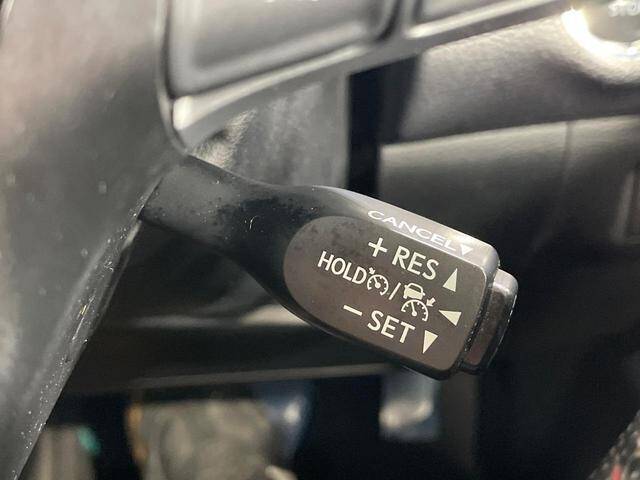 CANCEL▼
+ RES ▲
HOLD / ◀
− SET ▼